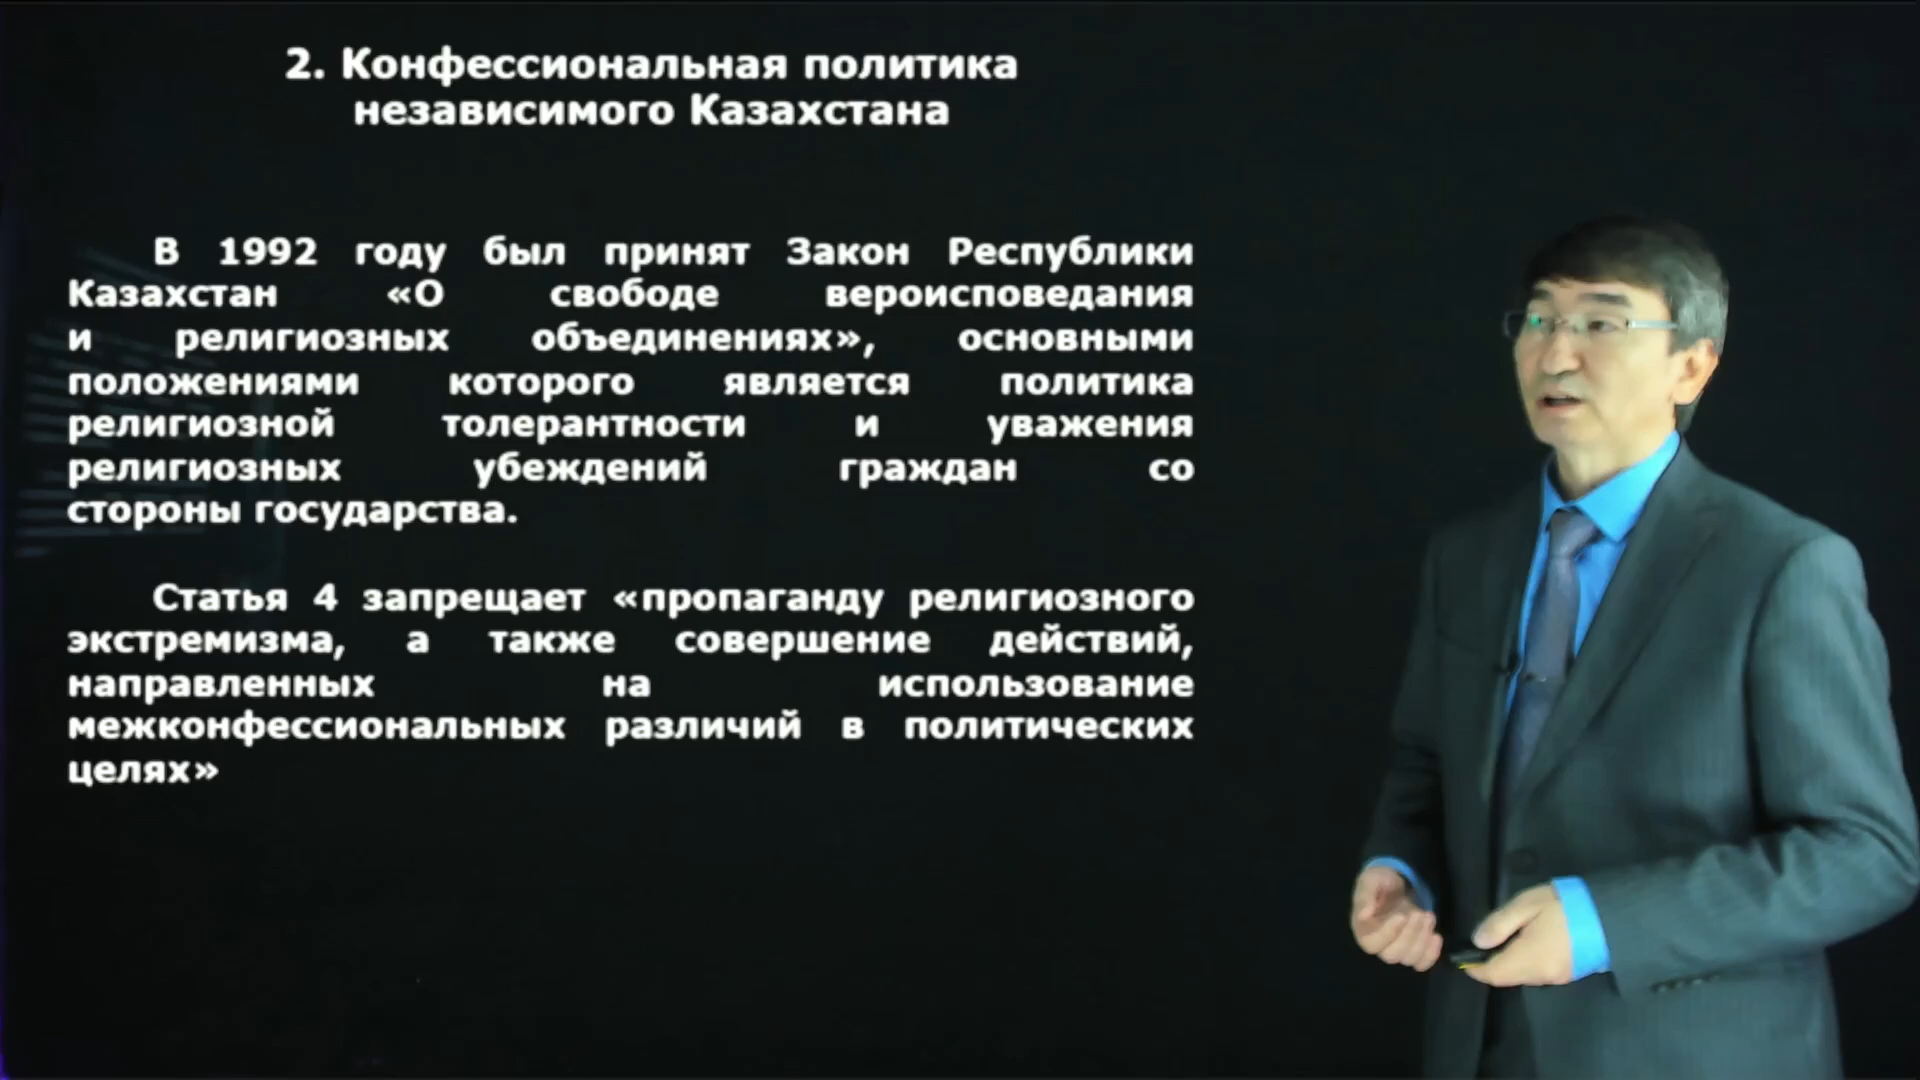 2. Конфессиональная политика
независимого Казахстана
В 1992 году был принят Закон Республики
Казахстан «О свободе вероисповедания
и религиозных объединениях», основными
положениями которого является политика
религиозной толерантности и уважения
религиозных убеждений граждан со
стороны государства.
Статья 4 запрещает «пропаганду религиозного
экстремизма, а также совершение действий,
направленных на использование
межконфессиональных различий в политических
целях»